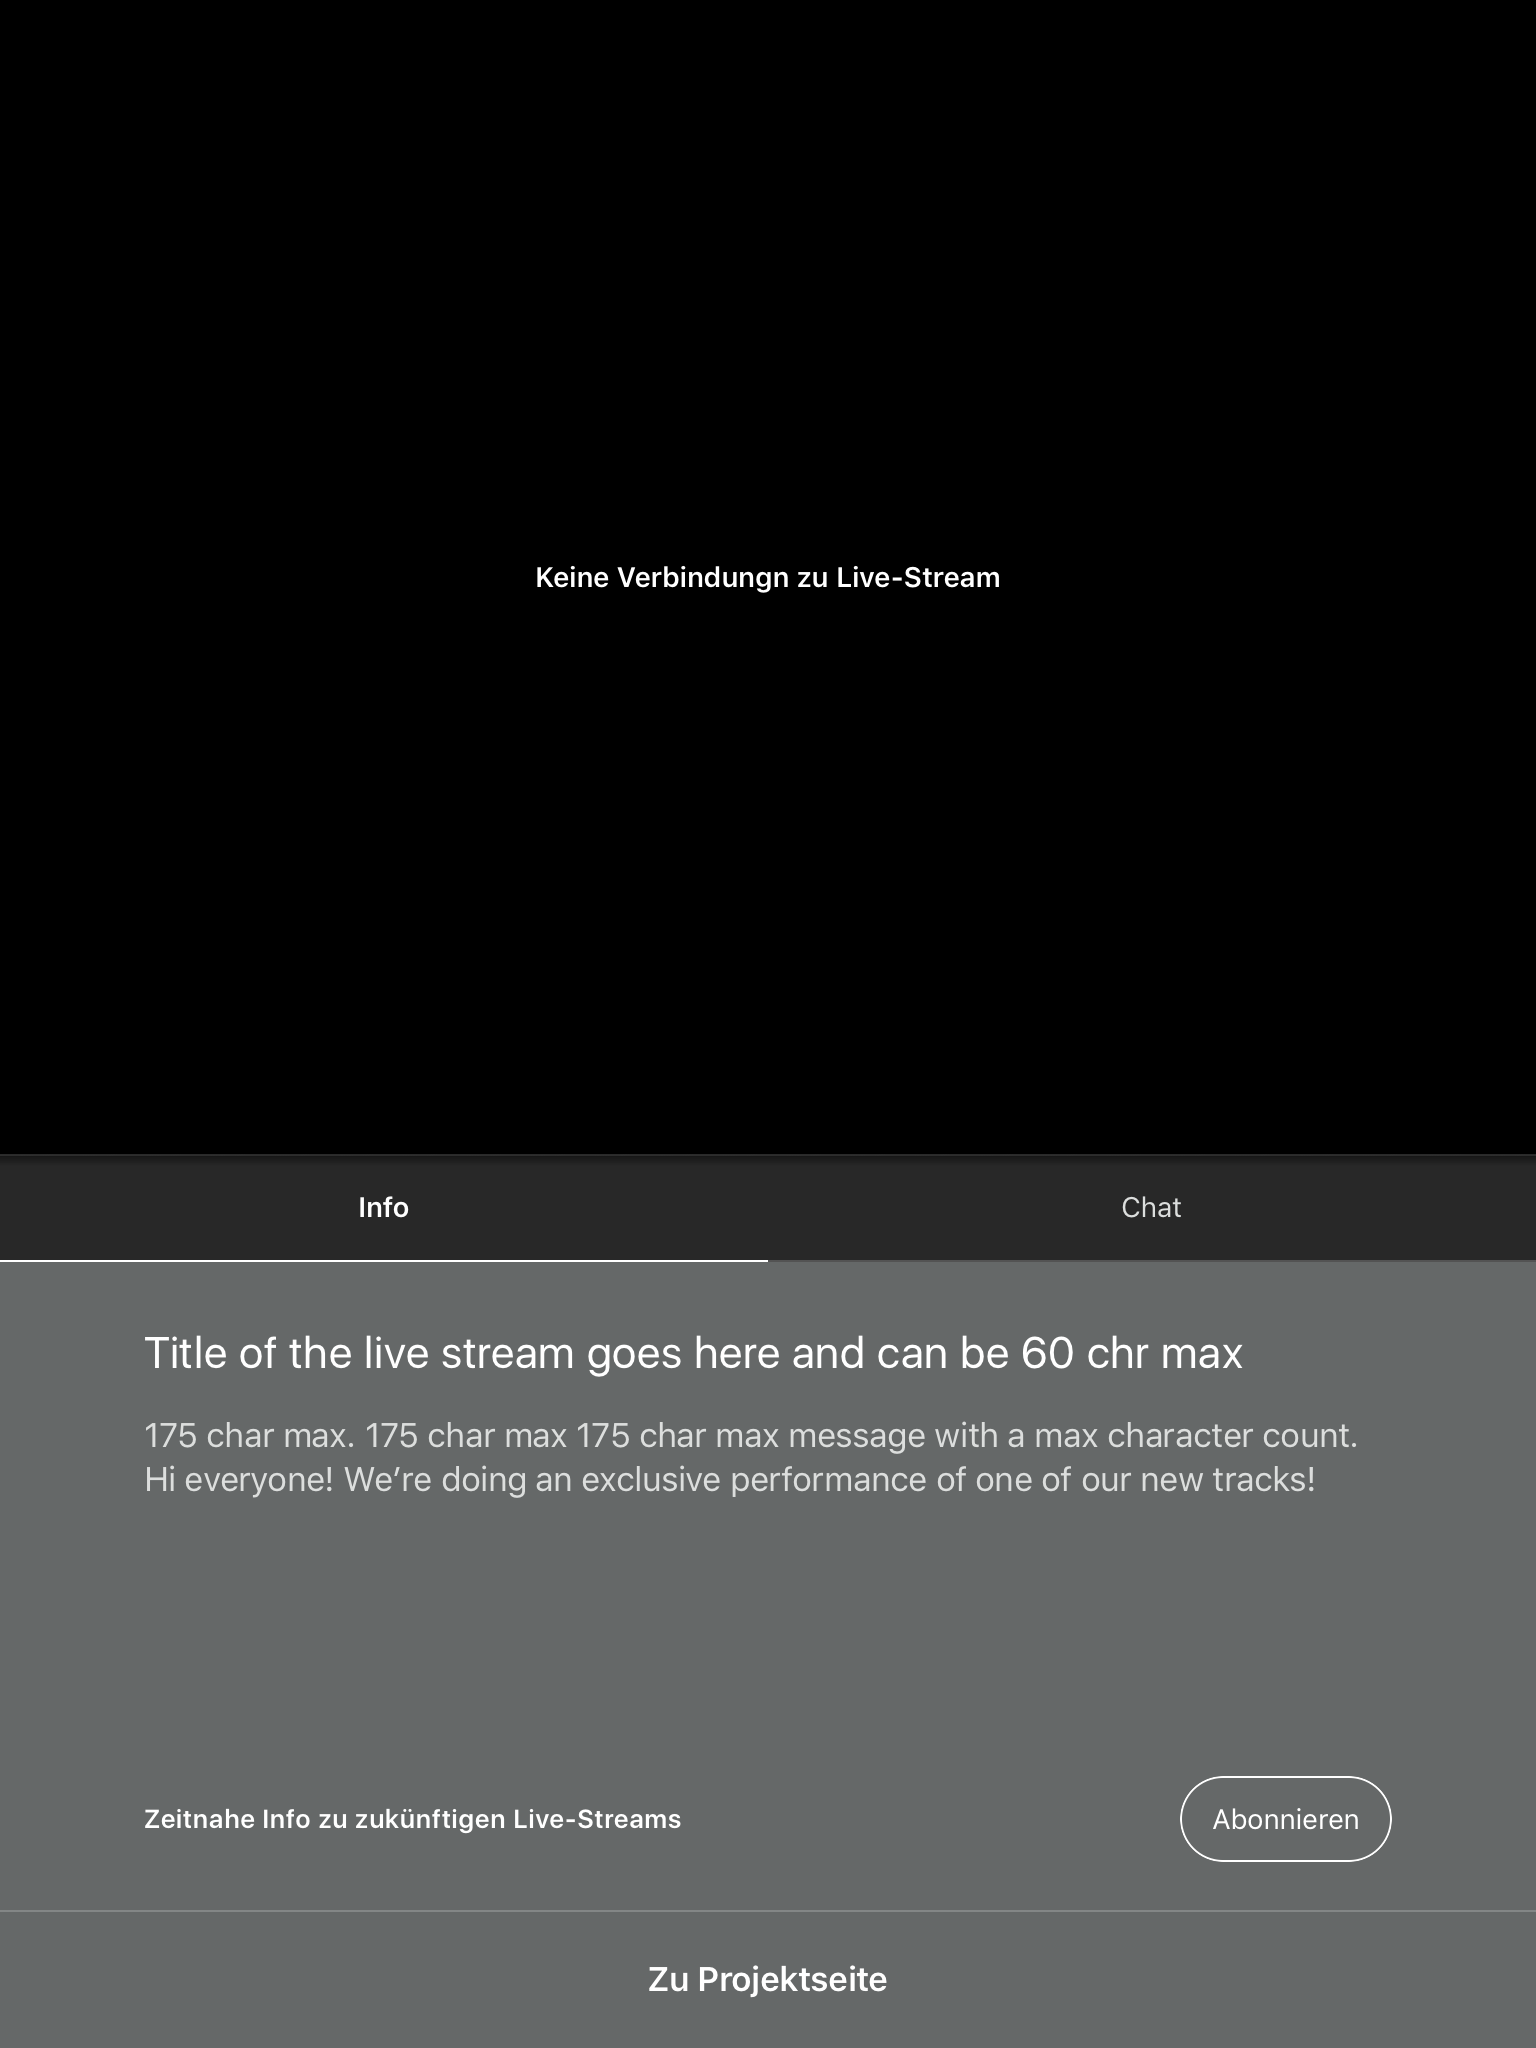 Keine Verbindungn zu Live-Stream
Info
Chat
Title of the live stream goes here and can be 60 chr max
175 char max. 175 char max 175 char max message with a max character count.
Hi everyone! We’re doing an exclusive performance of one of our new tracks!
Zeitnahe Info zu zukünftigen Live-Streams
Abonnieren
Zu Projektseite